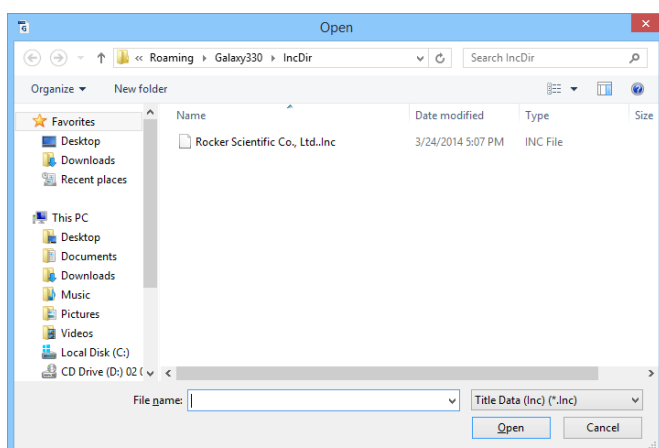 Open
« Roaming Galaxy330 IncDir
Search IncDir
Organize
New folder
Name Date modified Type Size
Rocker Scientific Co., Ltd..Inc 3/24/2014 5:07 PM INC File
Favorites
Desktop
Downloads
Recent places
This PC
Desktop
Documents
Downloads
Music
Pictures
Videos
Local Disk (C:)
CD Drive (D:) 02
File name:
Title Data (Inc) (*.Inc)
Open Cancel